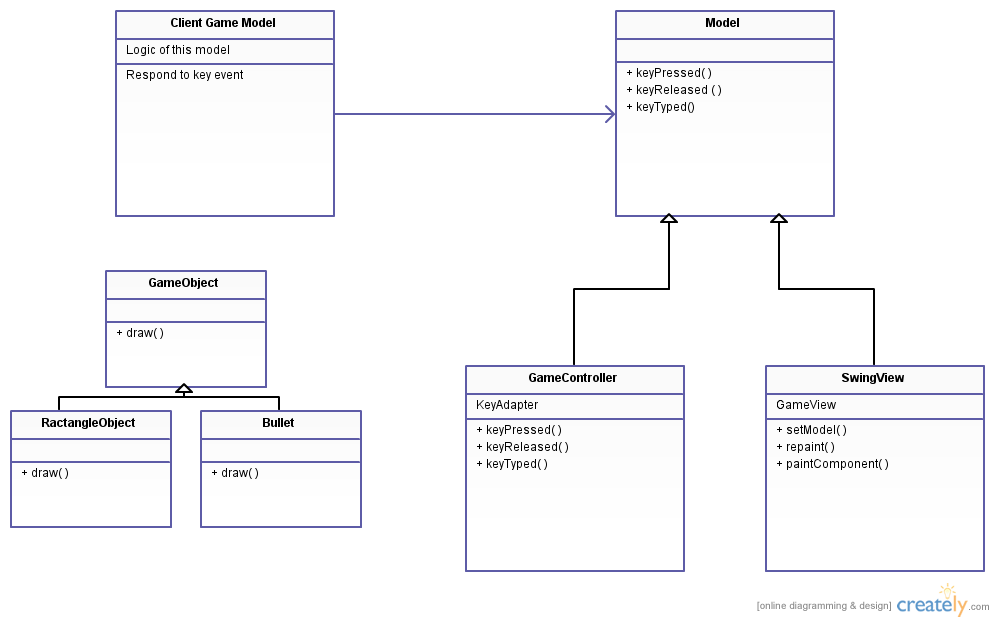 Client Game Model
Logic of this model
Respond to key event
Model
+ keyPressed( )
+ keyReleased ( )
+ keyTyped()
GameObject
+ draw( )
RactangleObject
+ draw( )
Bullet
+ draw( )
GameController
KeyAdapter
+ keyPressed( )
+ keyReleased( )
+ keyTyped( )
SwingView
GameView
+ setModel( )
+ repaint( )
+ paintComponent( )
[online diagramming & design] creately.com